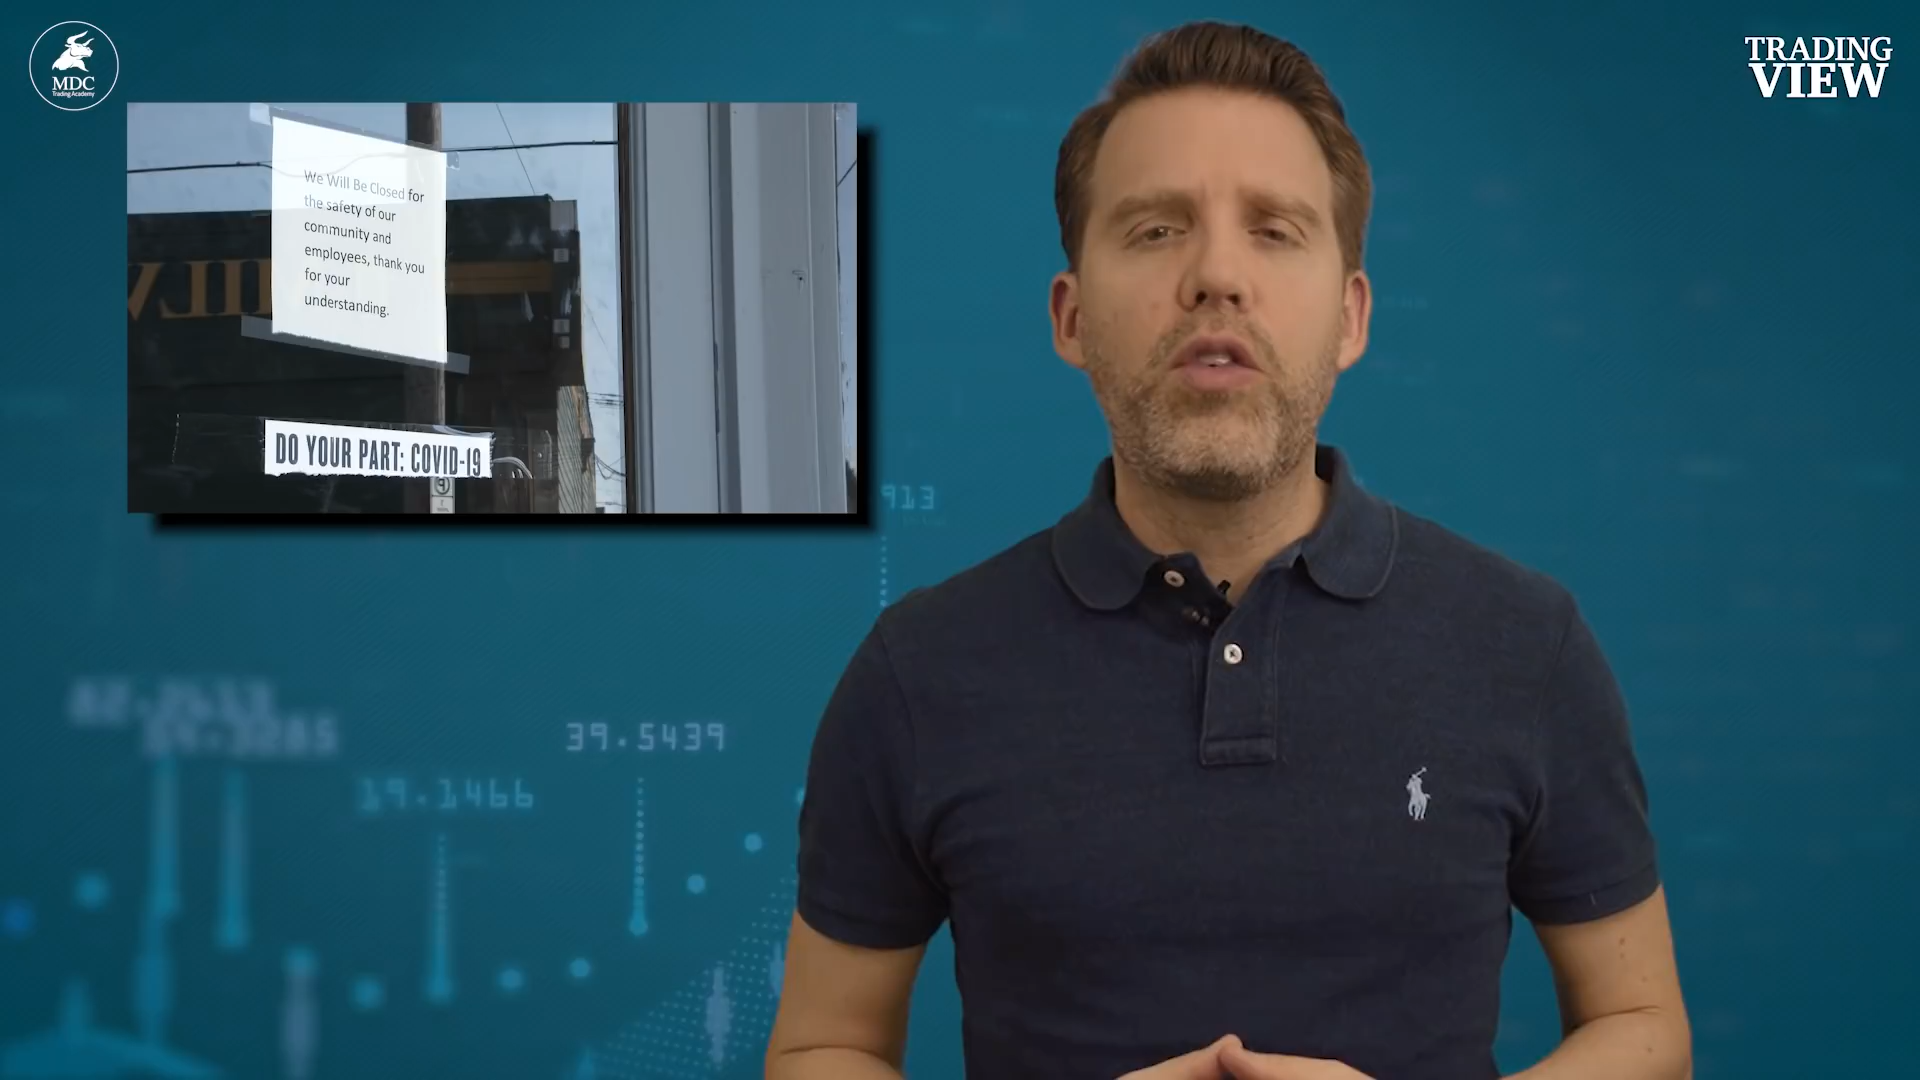 MDC
Trading Academy
TRADING
VIEW
We Will Be Closed for
the safety of our
community and
employees, thank you
for your
understanding.
DO YOUR PART: COVID-19
913
39.5439
19.1466